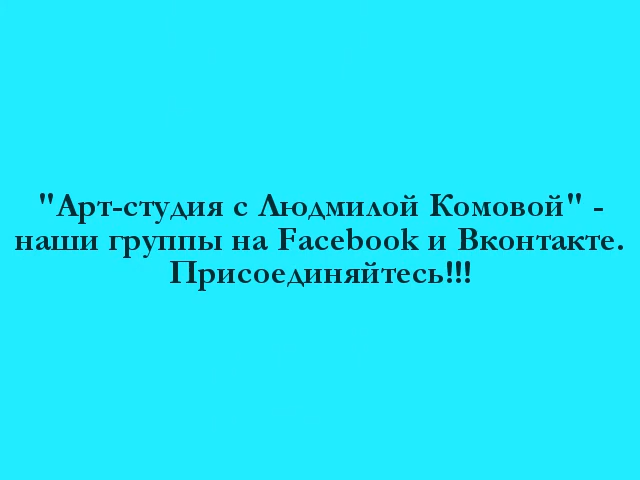 "Арт-студия с Людмилой Комовой" -
наши группы на Facebook и Вконтакте.
Присоединяйтесь!!!